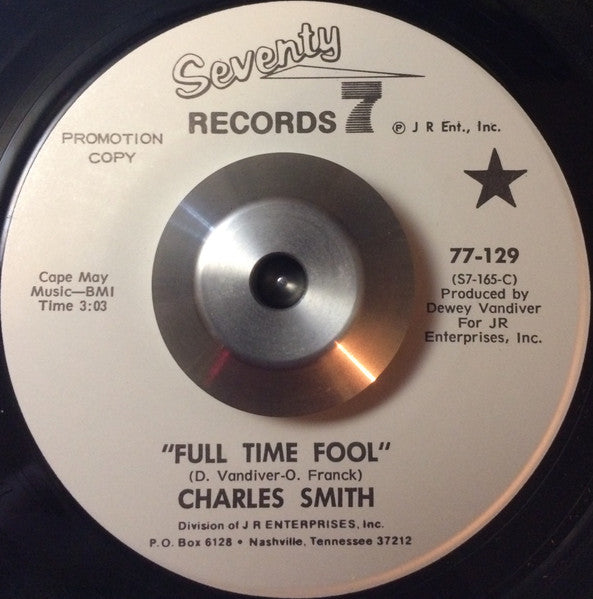 Seventy
RECORDS 7
℗ J R Ent., Inc.
PROMOTION
COPY
Cape May
Music—BMI
Time 3:03
77-129
(S7-165-C)
Produced by
Dewey Vandiver
For JR
Enterprises, Inc.
"FULL TIME FOOL"
(D. Vandiver-O. Franck)
CHARLES SMITH
Division of J R ENTERPRISES, Inc.
P.O. Box 6128 • Nashville, Tennessee 37212